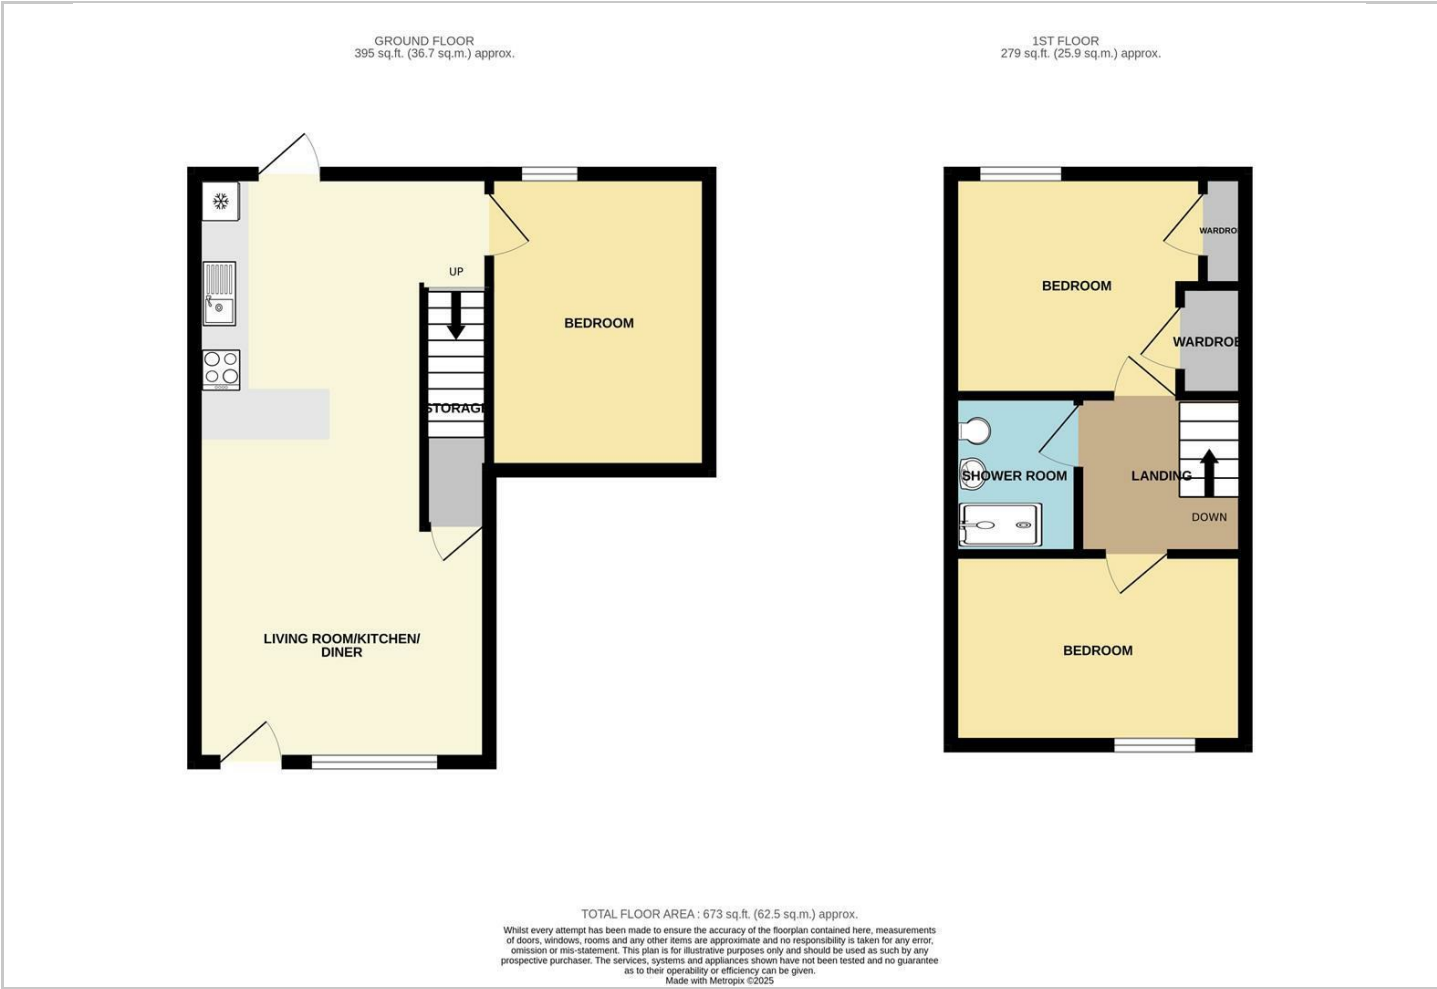 GROUND FLOOR
395 sq.ft. (36.7 sq.m.) approx.
1ST FLOOR
279 sq.ft. (25.9 sq.m.) approx.
UP
BEDROOM
STORAGE
LIVING ROOM/KITCHEN/
DINER
WARDRO
BEDROOM
WARDROB
SHOWER ROOM
LANDING
DOWN
BEDROOM
TOTAL FLOOR AREA : 673 sq.ft. (62.5 sq.m.) approx.
Whilst every attempt has been made to ensure the accuracy of the floorplan contained here, measurements
of doors, windows, rooms and any other items are approximate and no responsibility is taken for any error,
omission or mis-statement. This plan is for illustrative purposes only and should be used as such by any
prospective purchaser. The services, systems and appliances shown have not been tested and no guarantee
as to their operability or efficiency can be given.
Made with Metropix ©2025